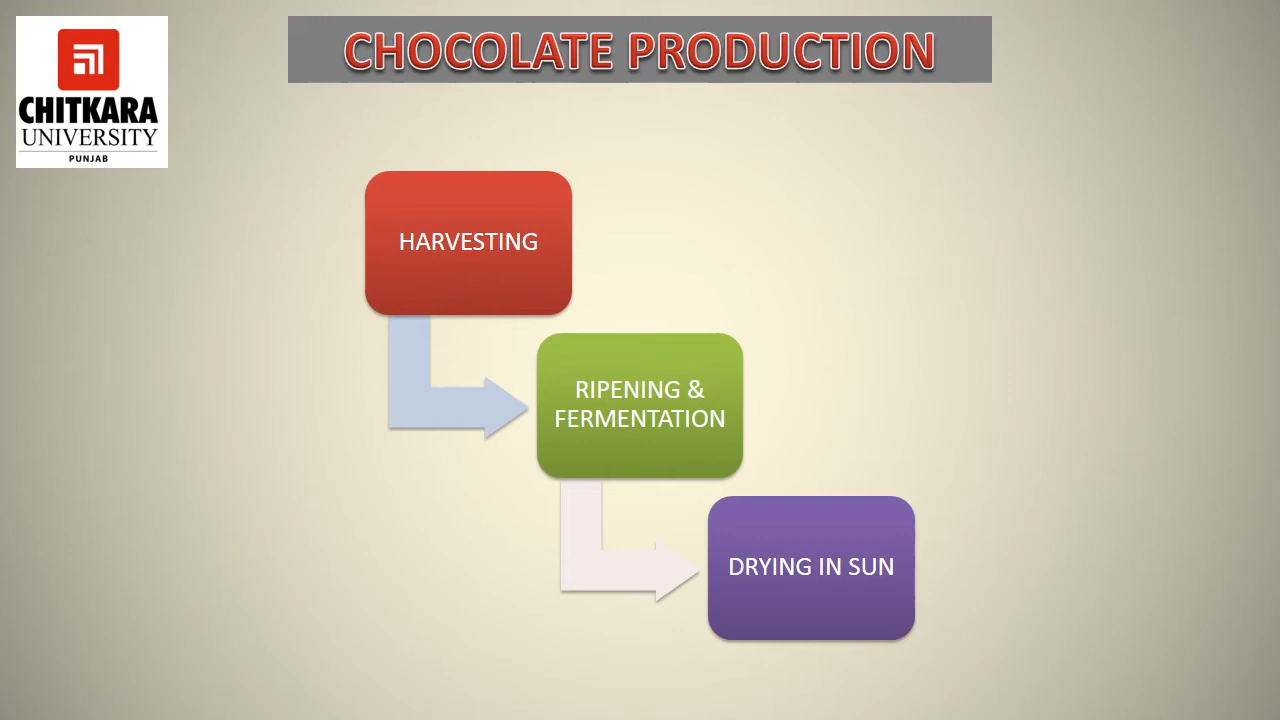 CHOCOLATE PRODUCTION
CHITKARA
UNIVERSITY
PUNJAB
HARVESTING
RIPENING &
FERMENTATION
DRYING IN SUN